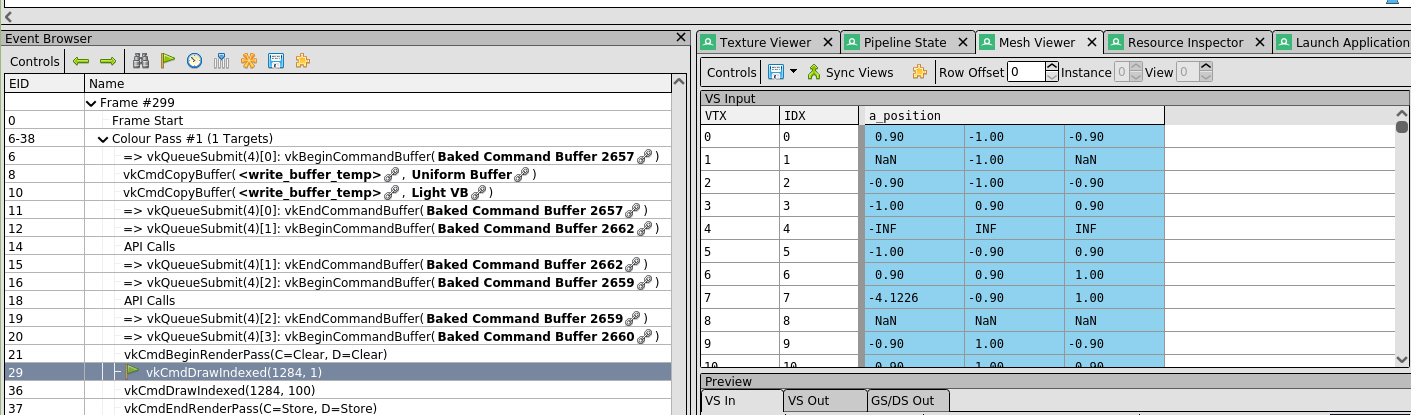 Event Browser
Controls
EID Name
Frame #299
0 Frame Start
6-38 Colour Pass #1 (1 Targets)
6 => vkQueueSubmit(4)[0]: vkBeginCommandBuffer(Baked Command Buffer 2657)
8 vkCmdCopyBuffer(<write_buffer_temp>, Uniform Buffer)
10 vkCmdCopyBuffer(<write_buffer_temp>, Light VB)
11 => vkQueueSubmit(4)[0]: vkEndCommandBuffer(Baked Command Buffer 2657)
12 => vkQueueSubmit(4)[1]: vkBeginCommandBuffer(Baked Command Buffer 2662)
14 API Calls
15 => vkQueueSubmit(4)[1]: vkEndCommandBuffer(Baked Command Buffer 2662)
16 => vkQueueSubmit(4)[2]: vkBeginCommandBuffer(Baked Command Buffer 2659)
18 API Calls
19 => vkQueueSubmit(4)[2]: vkEndCommandBuffer(Baked Command Buffer 2659)
20 => vkQueueSubmit(4)[3]: vkBeginCommandBuffer(Baked Command Buffer 2660)
21 vkCmdBeginRenderPass(C=Clear, D=Clear)
29 vkCmdDrawIndexed(1284, 1)
36 vkCmdDrawIndexed(1284, 100)
37 vkCmdEndRenderPass(C=Store, D=Store)
Texture Viewer Pipeline State Mesh Viewer Resource Inspector Launch Application
Controls Sync Views Row Offset 0 Instance 0 View 0
VS Input
VTX IDX a_position
0 0 0.90 -1.00 -0.90
1 1 NaN -1.00 NaN
2 2 -0.90 -1.00 -0.90
3 3 -1.00 0.90 0.90
4 4 -INF INF INF
5 5 -1.00 -0.90 0.90
6 6 0.90 0.90 1.00
7 7 -4.1226 -0.90 1.00
8 8 NaN NaN NaN
9 9 -0.90 1.00 -0.90
10 10 0.90 1.00 0.90
Preview
VS In VS Out GS/DS Out